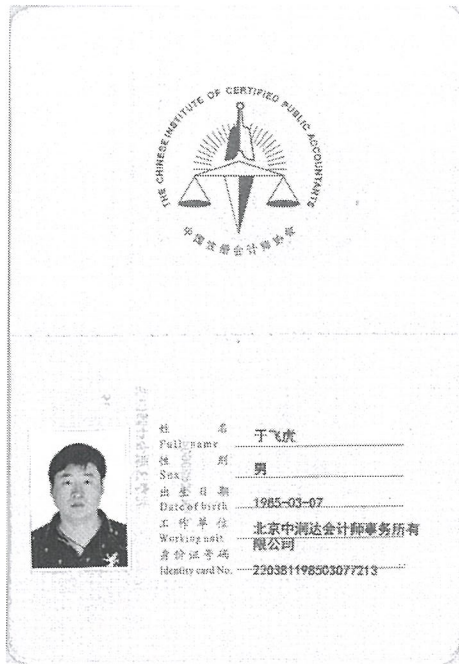 THE CHINESE INSTITUTE OF CERTIFIED PUBLIC ACCOUNTANTS
中国注册会计师协会
姓 名 于飞虎
Full name
性 别 男
Sex
出 生 日 期 1985-03-07
Date of birth
工 作 单 位 北京中润达会计师事务所有
Working unit 限公司
身份证号码
Identity card No. 220381198503077213